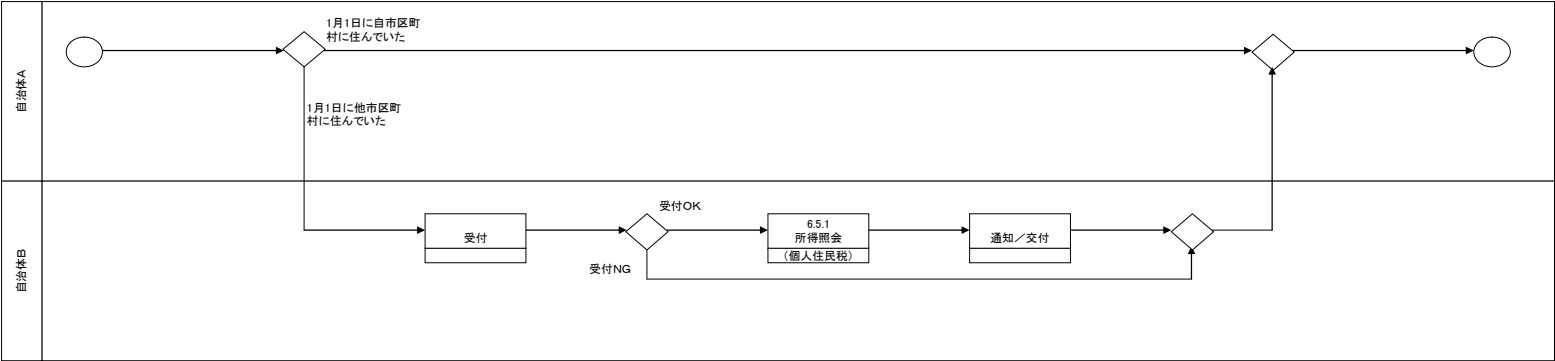 自治体A
1月1日に自市区町
村に住んでいた
1月1日に他市区町
村に住んでいた
自治体B
受付
受付OK
受付NG
6.5.1
所得照会
（個人住民税）
通知／交付